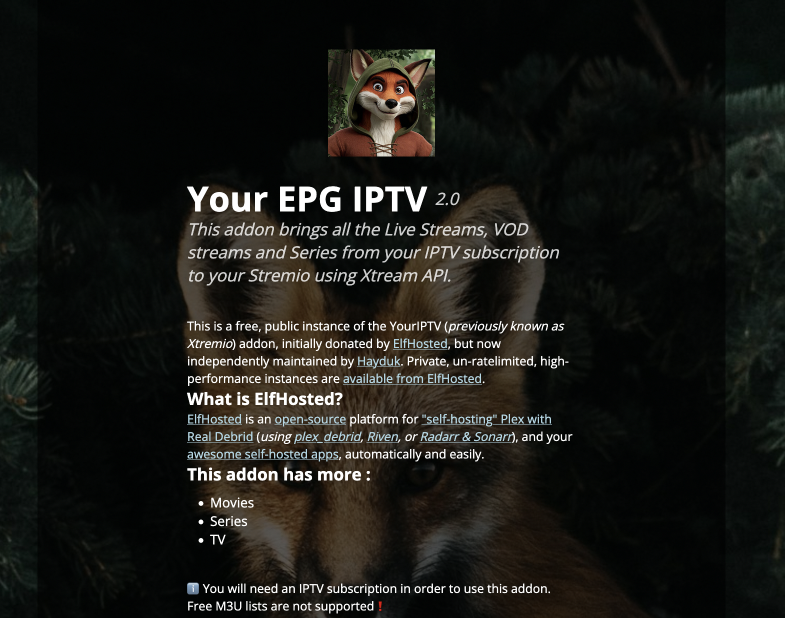 Your EPG IPTV 2.0
This addon brings all the Live Streams, VOD
streams and Series from your IPTV subscription
to your Stremio using Xtream API.
This is a free, public instance of the YourIPTV (previously known as
Xtremio) addon, initially donated by ElfHosted, but now
independently maintained by Hayduk. Private, un-ratelimited, high-
performance instances are available from ElfHosted.
What is ElfHosted?
ElfHosted is an open-source platform for "self-hosting" Plex with
Real Debrid (using plex_debrid, Riven, or Radarr & Sonarr), and your
awesome self-hosted apps, automatically and easily.
This addon has more :
• Movies
• Series
• TV
ℹ️ You will need an IPTV subscription in order to use this addon.
Free M3U lists are not supported ❗